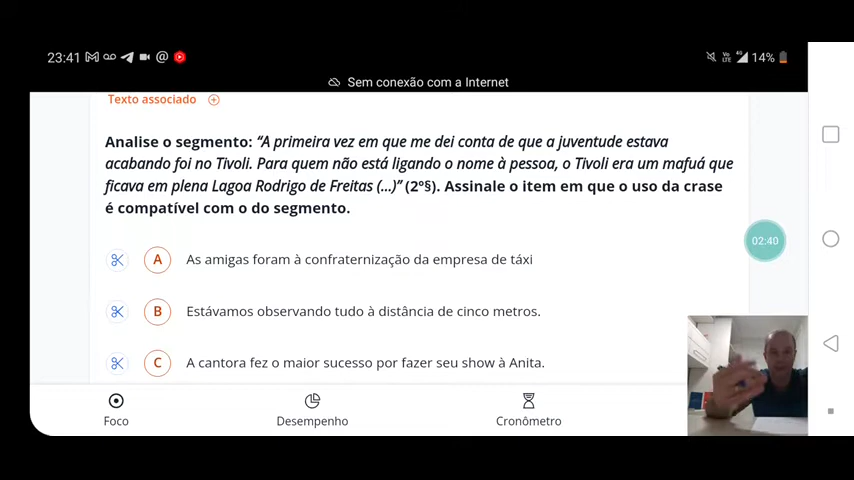 23:41
14%
Sem conexão com a Internet
Texto associado
Analise o segmento: “A primeira vez em que me dei conta de que a juventude estava
acabando foi no Tivoli. Para quem não está ligando o nome à pessoa, o Tivoli era um mafuá que
ficava em plena Lagoa Rodrigo de Freitas (...)” (2º§). Assinale o item em que o uso da crase
é compatível com o do segmento.
02:40
A As amigas foram à confraternização da empresa de táxi
B Estávamos observando tudo à distância de cinco metros.
C A cantora fez o maior sucesso por fazer seu show à Anita.
Foco Desempenho Cronômetro